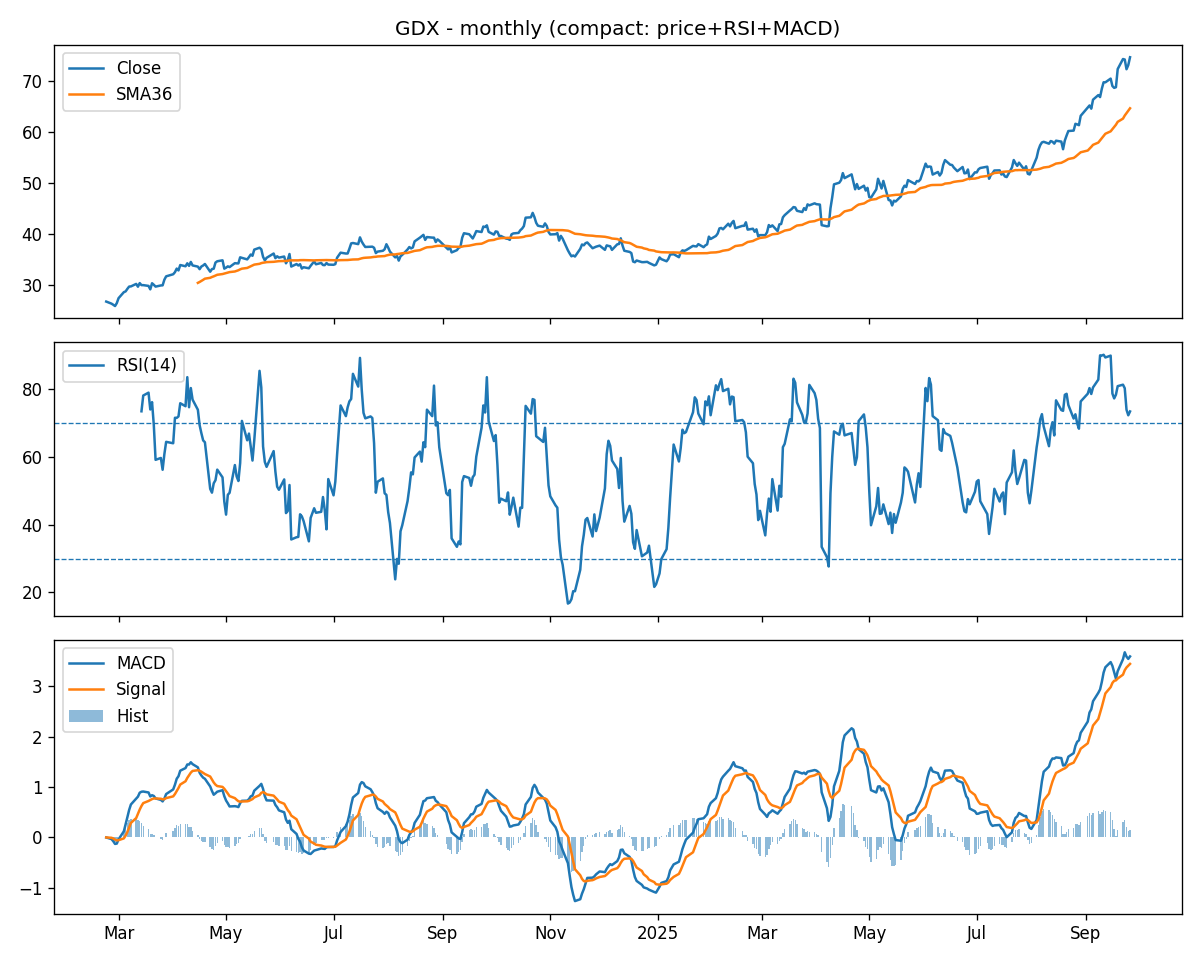 GDX - monthly (compact: price+RSI+MACD)
Close
SMA36
70
60
50
40
30
RSI(14)
80
60
40
20
MACD
Signal
Hist
3
2
1
0
−1
Mar May Jul Sep Nov 2025 Mar May Jul Sep